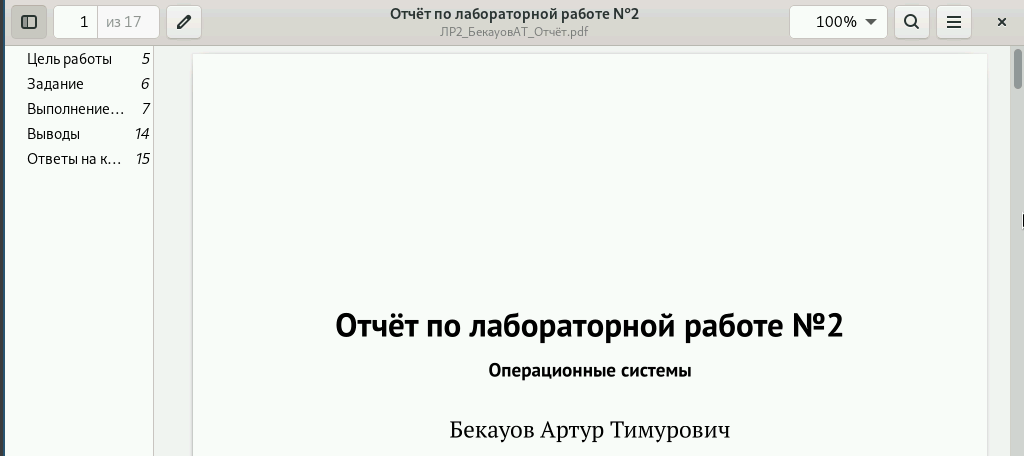 Отчёт по лабораторной работе №2
ЛР2_БекауовАТ_Отчёт.pdf
1 из 17
100%
Цель работы 5
Задание 6
Выполнение… 7
Выводы 14
Ответы на к… 15
Отчёт по лабораторной работе №2
Операционные системы
Бекауов Артур Тимурович